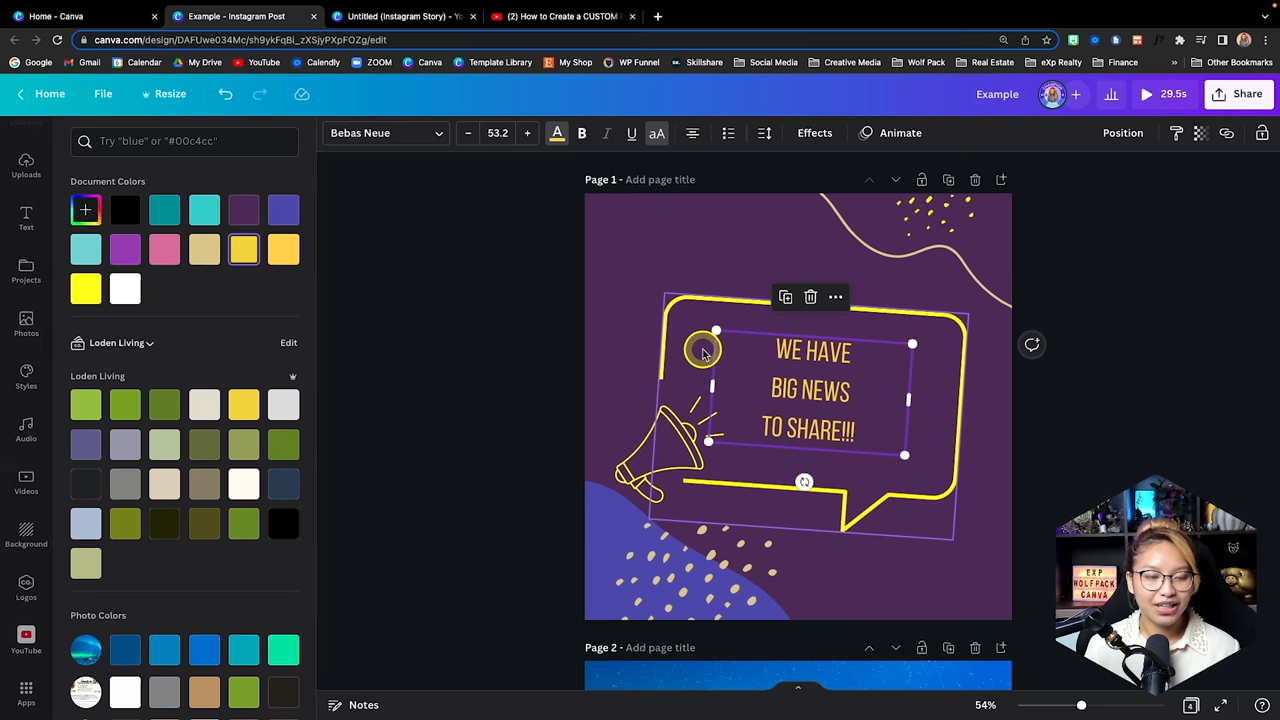 Home - Canva
Example - Instagram Post
Untitled (Instagram Story) - Yo
(2) How to Create a CUSTOM
canva.com/design/DAFUwe034Mc/sh9ykFqBi_zXSjyPXpFOZg/edit
Google
Gmail
Calendar
My Drive
YouTube
Calendly
ZOOM
Canva
Template Library
My Shop
WP Funnel
Skillshare
Social Media
Creative Media
Wolf Pack
Real Estate
eXp Realty
Finance
Other Bookmarks
Home
File
Resize
Example
29.5s
Share
Try "blue" or "#00c4cc"
Bebas Neue
53.2
A
B
I
U
aA
Effects
Animate
Position
Uploads
Text
Projects
Photos
Styles
Audio
Videos
Background
Logos
YouTube
Apps
Document Colors
Loden Living
Edit
Loden Living
Photo Colors
Page 1 - Add page title
WE HAVE
BIG NEWS
TO SHARE!!!
Page 2 - Add page title
EXP
WOLFPACK
CANVA
Notes
54%
4